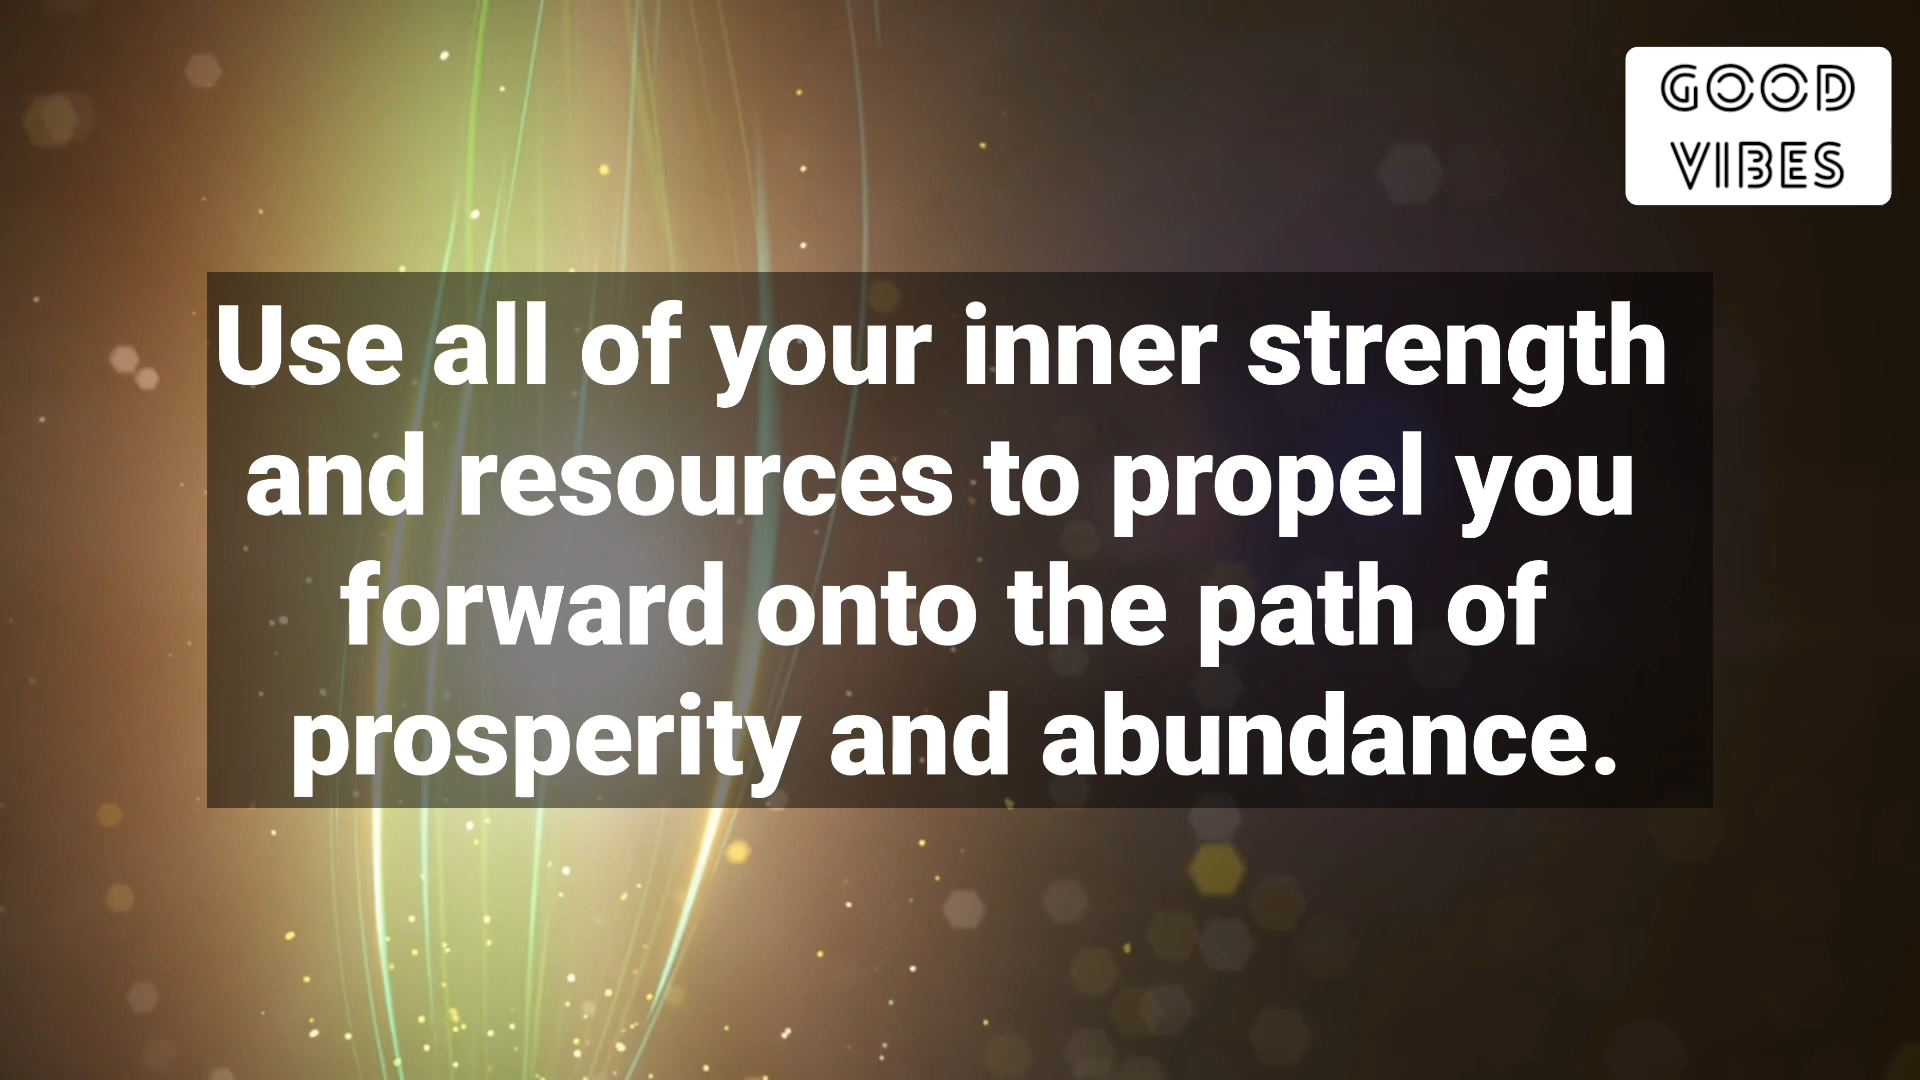 GOOD
VIBES
Use all of your inner strength
and resources to propel you
forward onto the path of
prosperity and abundance.